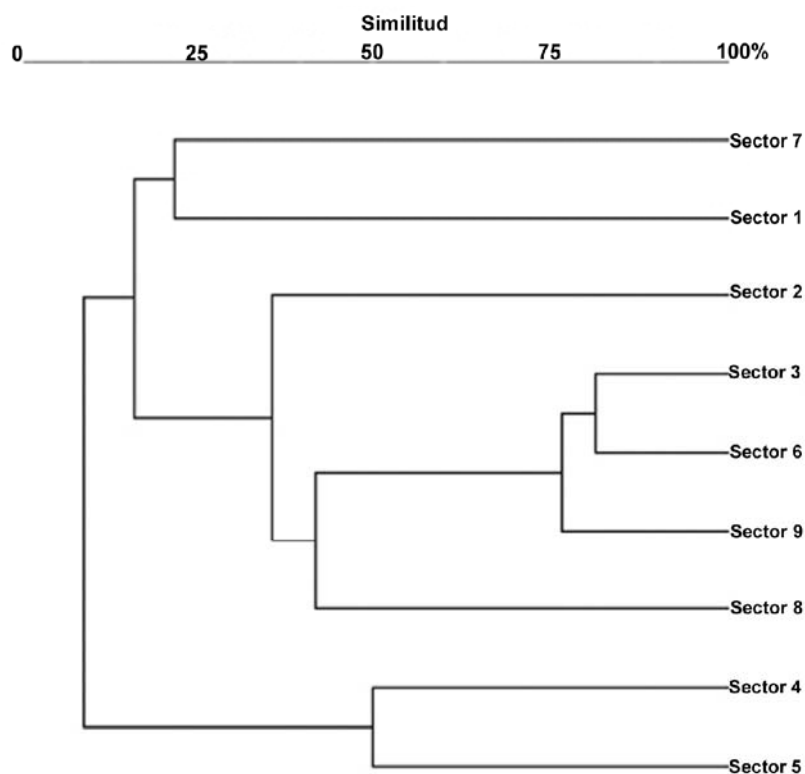 Similitud
0 25 50 75 100%
Sector 7
Sector 1
Sector 2
Sector 3
Sector 6
Sector 9
Sector 8
Sector 4
Sector 5